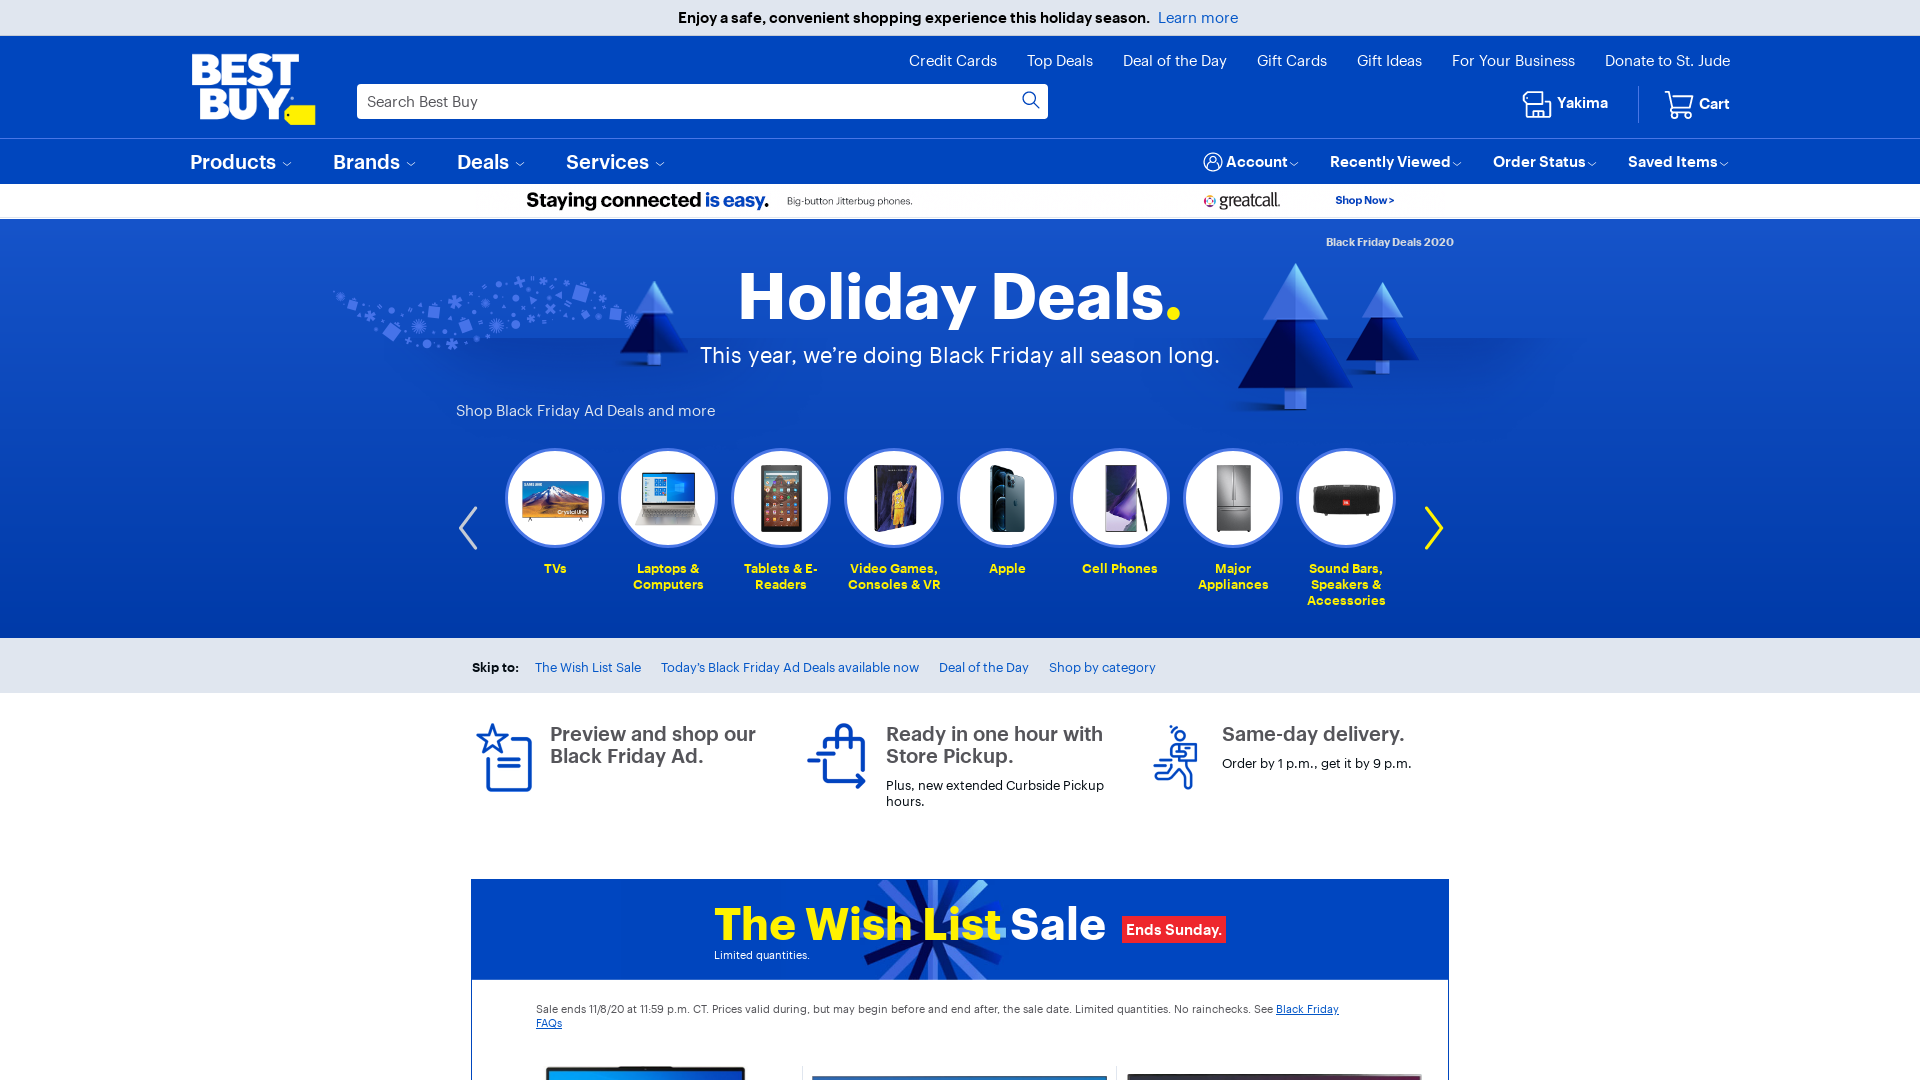 Enjoy a safe, convenient shopping experience this holiday season. Learn more
BEST
BUY
Credit Cards Top Deals Deal of the Day Gift Cards Gift Ideas For Your Business Donate to St. Jude
Search Best Buy
Yakima
Cart
Products Brands Deals Services
Account Recently Viewed Order Status Saved Items
Staying connected is easy. Big-button Jitterbug phones. greatcall. Shop Now >
Black Friday Deals 2020
Holiday Deals.
This year, we’re doing Black Friday all season long.
Shop Black Friday Ad Deals and more
SAMSUNG
Crystal UHD
JBL
TVs
Laptops &
Computers
Tablets & E-
Readers
Video Games,
Consoles & VR
Apple
Cell Phones
Major
Appliances
Sound Bars,
Speakers &
Accessories
Skip to: The Wish List Sale Today’s Black Friday Ad Deals available now Deal of the Day Shop by category
Preview and shop our
Black Friday Ad.
Ready in one hour with
Store Pickup.
Plus, new extended Curbside Pickup
hours.
Same-day delivery.
Order by 1 p.m., get it by 9 p.m.
The Wish List Sale Ends Sunday.
Limited quantities.
Sale ends 11/8/20 at 11:59 p.m. CT. Prices valid during, but may begin before and end after, the sale date. Limited quantities. No rainchecks. See Black Friday
FAQs